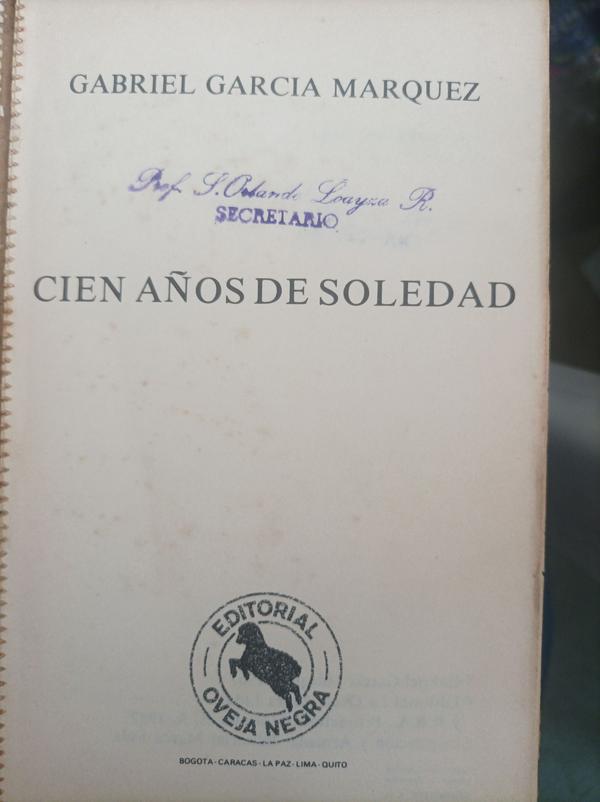 GABRIEL GARCIA MARQUEZ
Prof. S. Orlando Loayza R.
SECRETARIO
CIEN AÑOS DE SOLEDAD
EDITORIAL
OVEJA NEGRA
BOGOTA - CARACAS - LA PAZ - LIMA - QUITO